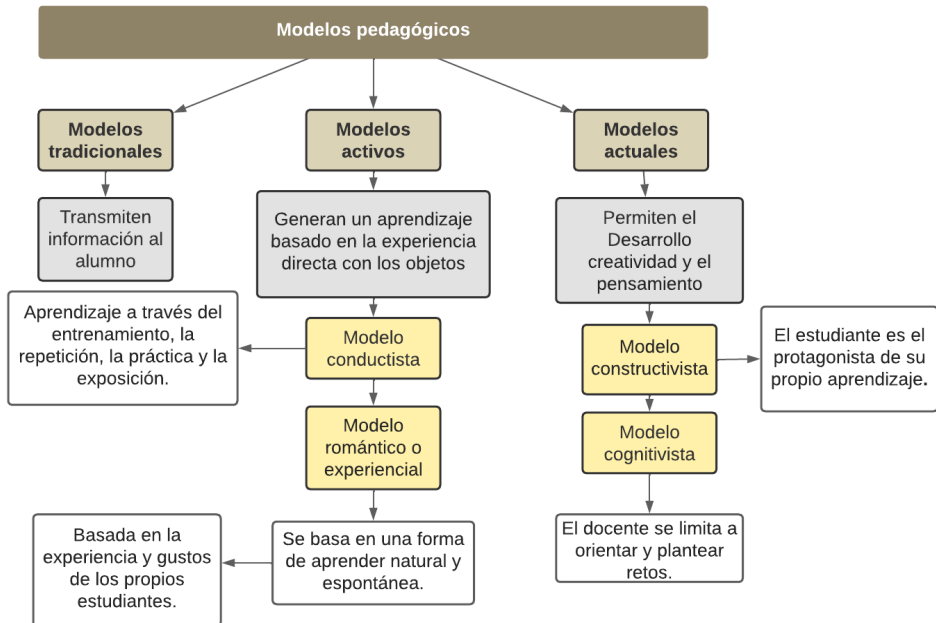 Modelos pedagógicos
Modelos
tradicionales
Modelos
activos
Modelos
actuales
Transmiten
información al
alumno
Generan un aprendizaje
basado en la experiencia
directa con los objetos
Permiten el
Desarrollo
creatividad y el
pensamiento
Aprendizaje a través del
entrenamiento, la
repetición, la práctica y la
exposición.
Modelo
conductista
Modelo
constructivista
El estudiante es el
protagonista de su
propio aprendizaje.
Modelo
romántico o
experiencial
Modelo
cognitivista
Basada en la
experiencia y gustos
de los propios
estudiantes.
Se basa en una forma
de aprender natural y
espontánea.
El docente se limita a
orientar y plantear
retos.